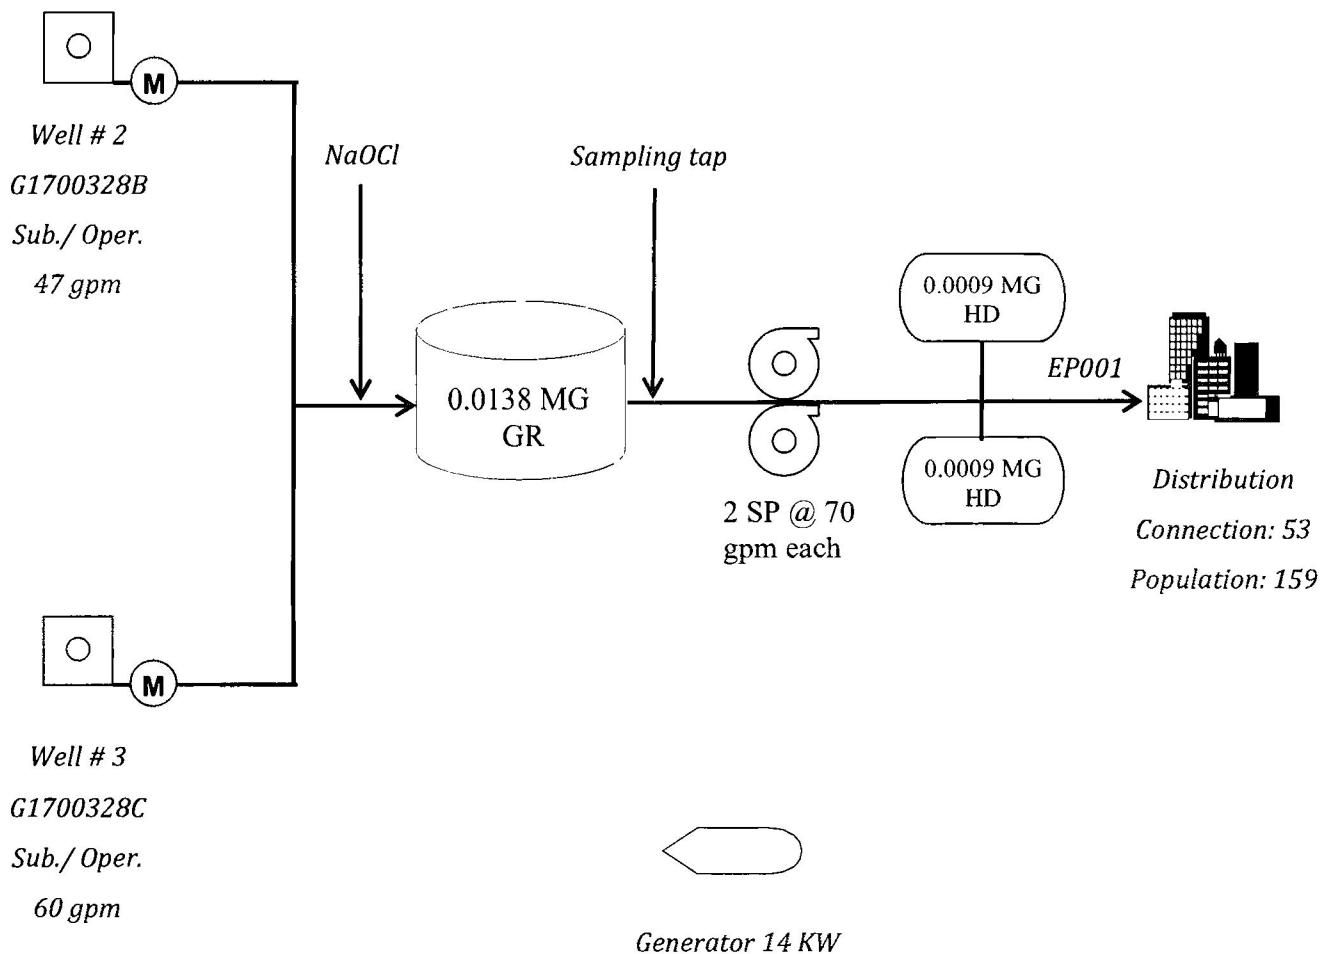 M
Well # 2
G1700328B
Sub./ Oper.
47 gpm
NaOCl
Sampling tap
0.0138 MG
GR
2 SP @ 70
gpm each
0.0009 MG
HD
0.0009 MG
HD
EP001
Distribution
Connection: 53
Population: 159
M
Well # 3
G1700328C
Sub./ Oper.
60 gpm
Generator 14 KW